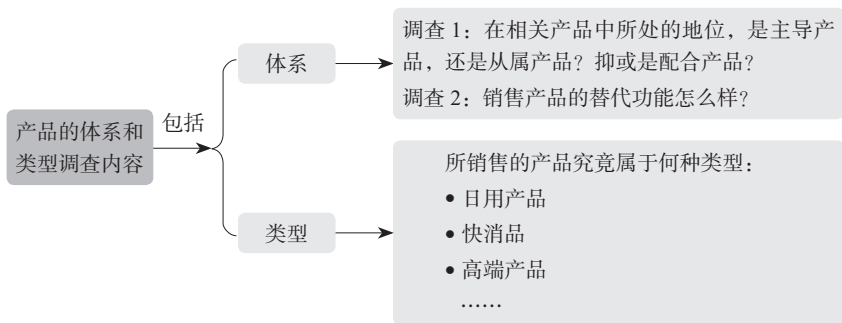 产品的体系和
类型调查内容
包括
体系
调查 1：在相关产品中所处的地位，是主导产
品，还是从属产品？抑或是配合产品？
调查 2：销售产品的替代功能怎么样？
类型
所销售的产品究竟属于何种类型：
• 日用产品
• 快消品
• 高端产品
……